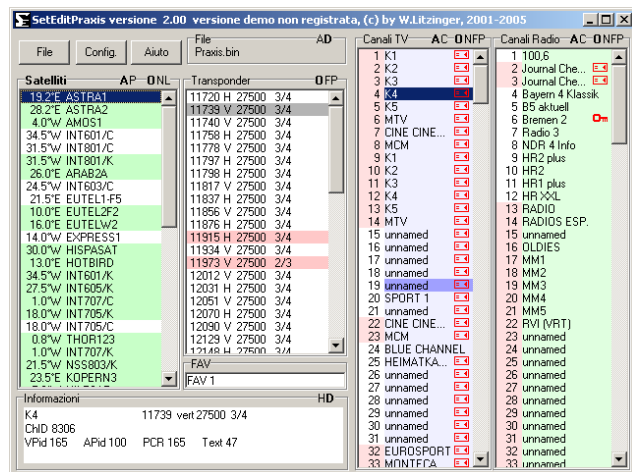 SetEditPraxis versione 2.00 versione demo non registrata, (c) by W.Litzinger, 2001-2005
File Config. Aiuto
File AD
Praxis.bin
Satelliti AP ONL
19.2°E ASTRA1
28.2°E ASTRA2
4.0°W AMOS1
34.5°W INT601/C
31.5°W INT801/C
31.5°W INT801/K
26.0°E ARAB2A
24.5°W INT603/C
21.5°E EUTEL1-F5
10.0°E EUTEL2F2
16.0°E EUTELW2
14.0°W EXPRESS1
30.0°W HISPASAT
13.0°E HOTBIRD
34.5°W INT601/K
27.5°W INT605/K
1.0°W INT707/C
18.0°W INT705/K
18.0°W INT705/C
0.8°W THOR123
1.0°W INT707/K
21.5°W NSS803/K
23.5°E KOPERN3
Transponder OFP
11720 H 27500 3/4
11739 V 27500 3/4
11740 V 27500 3/4
11758 H 27500 3/4
11778 V 27500 3/4
11797 H 27500 3/4
11798 H 27500 3/4
11817 V 27500 3/4
11837 H 27500 3/4
11856 V 27500 3/4
11876 H 27500 3/4
11915 H 27500 3/4
11934 V 27500 3/4
11973 V 27500 2/3
12012 V 27500 3/4
12031 H 27500 3/4
12051 V 27500 3/4
12070 H 27500 3/4
12090 V 27500 3/4
12129 V 27500 3/4
12148 H 27500 3/4
FAV
FAV 1
Canali TV AC ONFP
1 K1
2 K2
3 K3
4 K4
5 K5
6 MTV
7 CINE CINE...
8 MCM
9 K1
10 K2
11 K3
12 K4
13 K5
14 MTV
15 unnamed
16 unnamed
17 unnamed
18 unnamed
19 unnamed
20 SPORT 1
21 unnamed
22 CINE CINE...
23 MCM
24 BLUE CHANNEL
25 HEIMATKA...
26 unnamed
27 unnamed
28 unnamed
29 unnamed
30 unnamed
31 unnamed
32 EUROSPORT
33 MONTECA
Canali Radio AC ONFP
1 100,6
2 Journal Che...
3 Journal Che...
4 Bayern 4 Klassik
5 B5 aktuell
6 Bremen 2
7 Radio 3
8 NDR 4 Info
9 HR2 plus
10 HR2
11 HR1 plus
12 HR XXL
13 RADIO
14 RADIOS ESP.
15 unnamed
16 OLDIES
17 MM1
18 MM2
19 MM3
20 MM4
21 MM5
22 RVI (VRT)
23 unnamed
24 unnamed
25 unnamed
26 unnamed
27 unnamed
28 unnamed
29 unnamed
30 unnamed
31 unnamed
32 unnamed
33 unnamed
Informazioni HD
K4 11739 vert 27500 3/4
ChID 8306
VPid 165 APid 100 PCR 165 Text 47